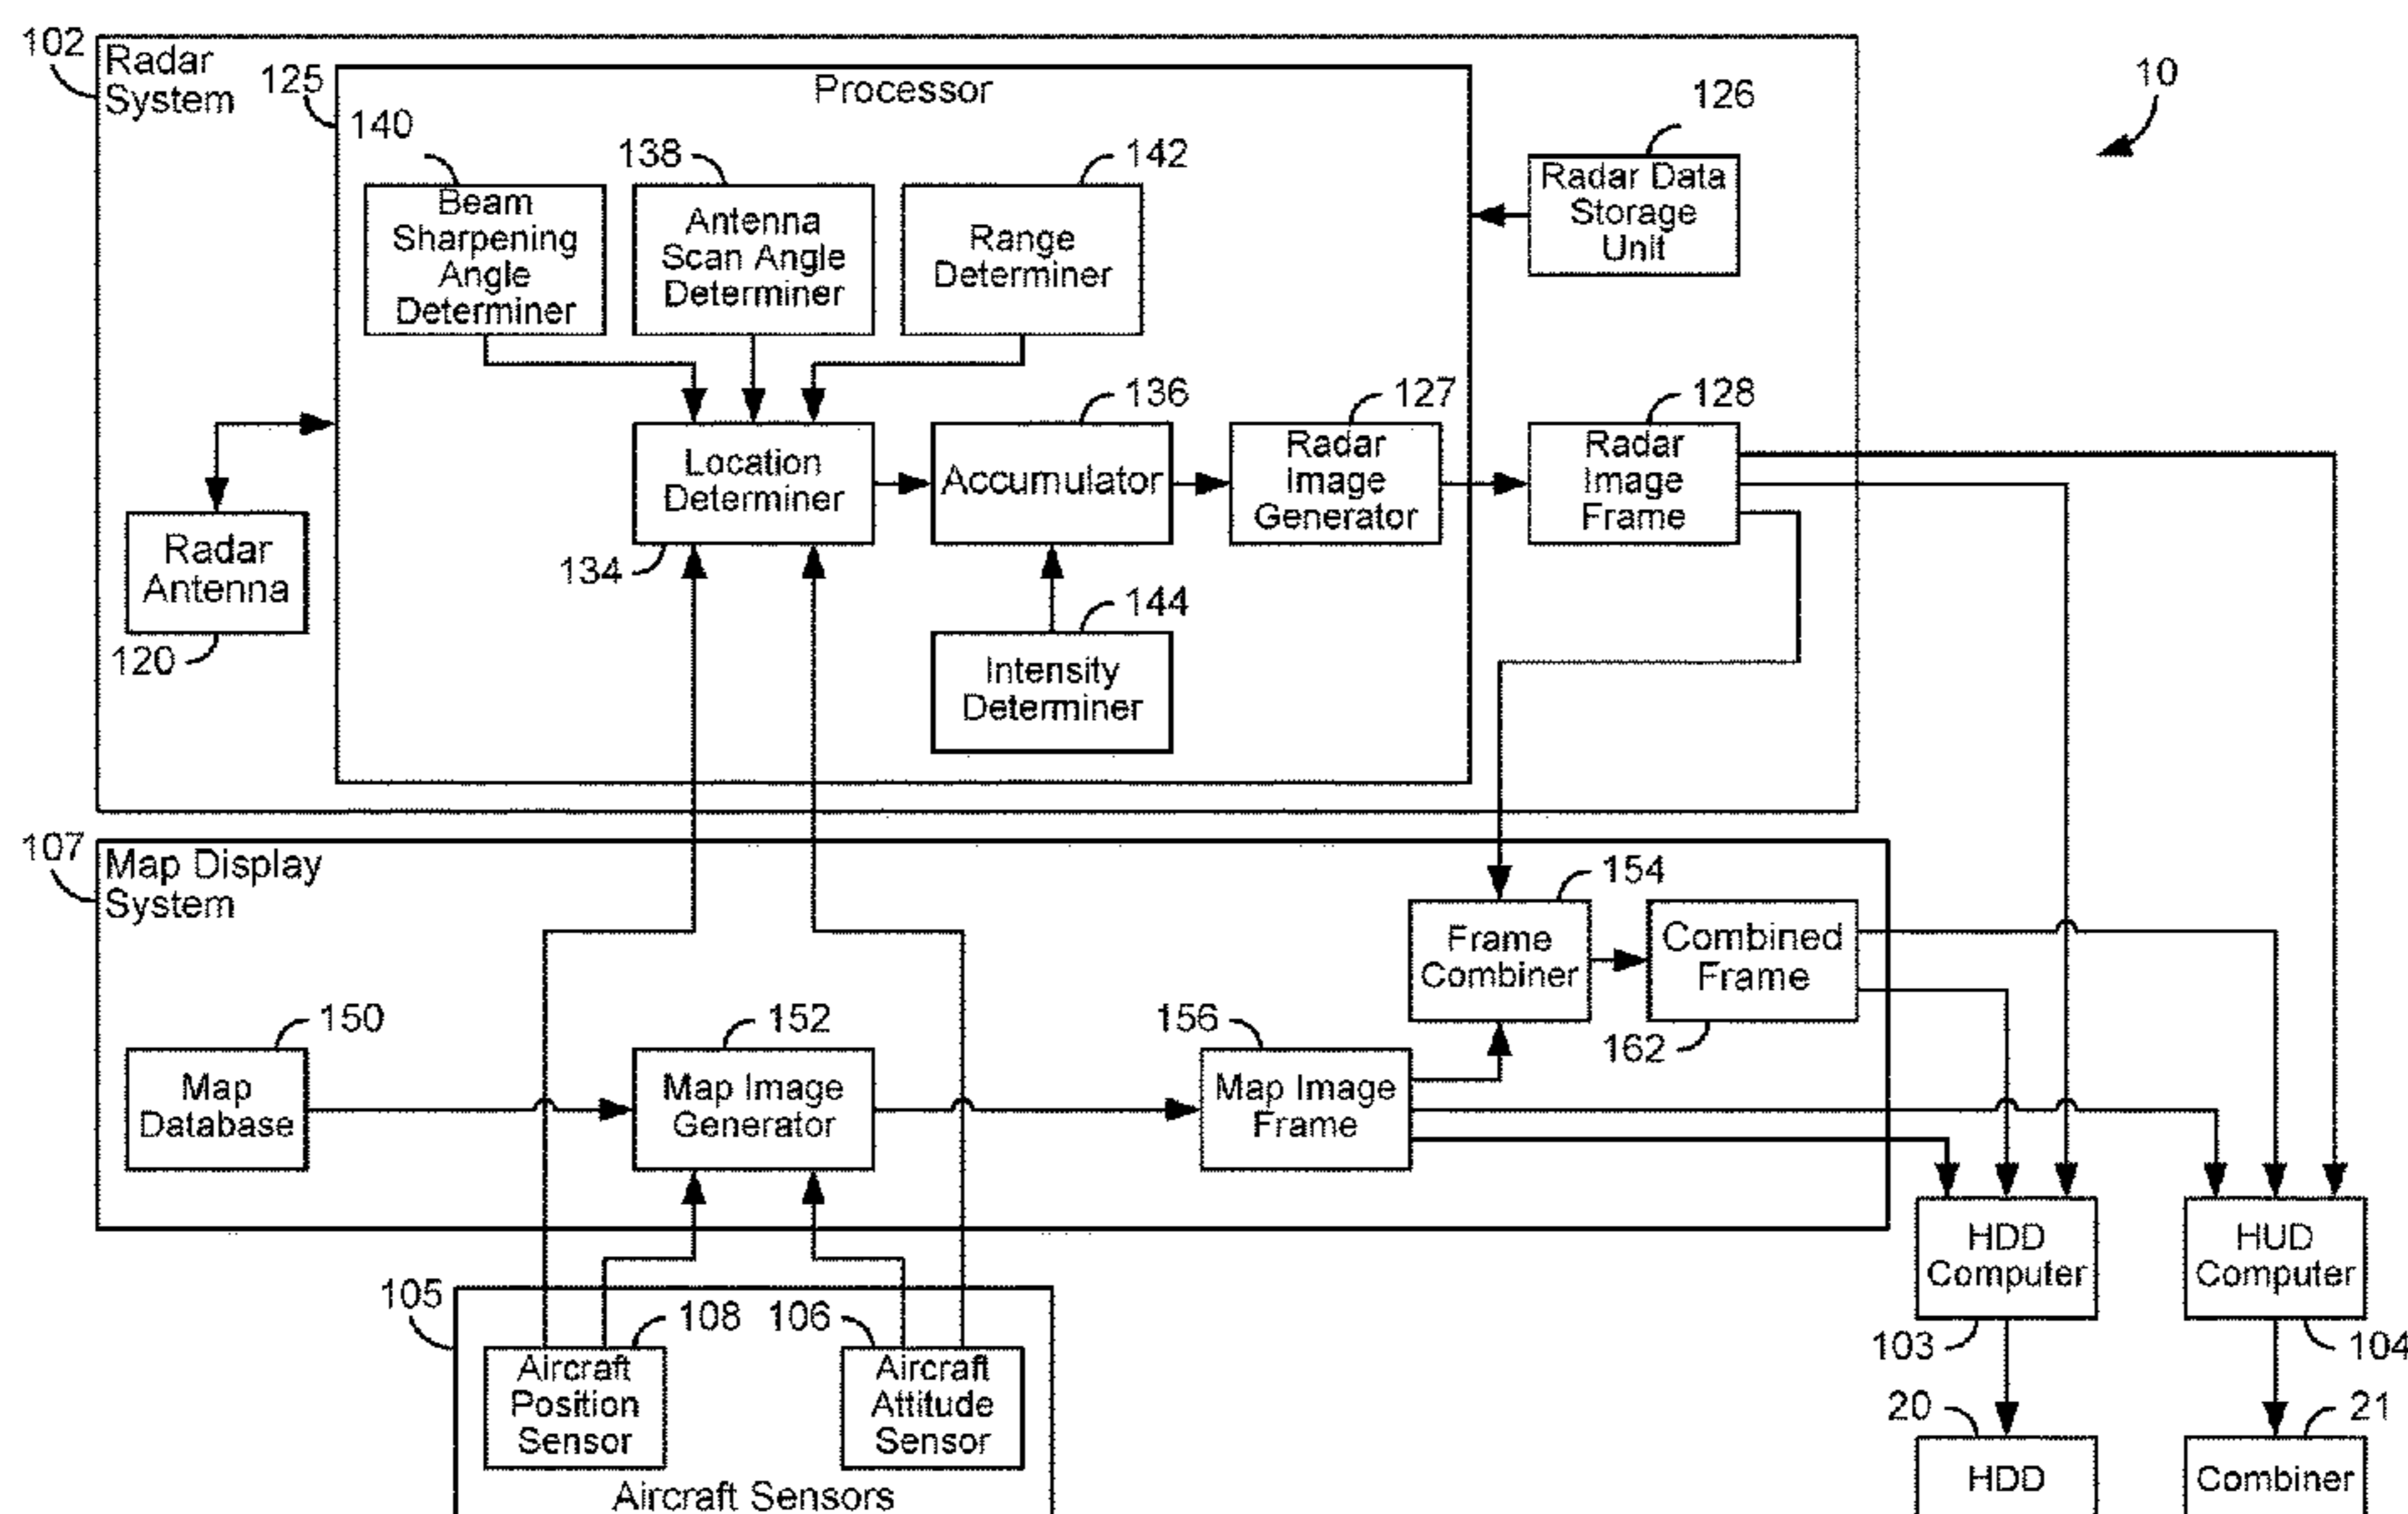 102
Radar
System
125
Processor
10
126
140
138
142
Beam
Sharpening
Angle
Determiner
Antenna
Scan Angle
Determiner
Range
Determiner
Radar Data
Storage
Unit
136
127
128
Location
Determiner
Accumulator
Radar
Image
Generator
Radar
Image
Frame
134
Radar
Antenna
120
144
Intensity
Determiner
107
Map Display
System
154
Frame
Combiner
Combined
Frame
162
150
152
156
Map
Database
Map Image
Generator
Map Image
Frame
HDD
Computer
HUD
Computer
103
104
105
108
106
Aircraft
Position
Sensor
Aircraft
Attitude
Sensor
Aircraft Sensors
20
21
HDD
Combiner